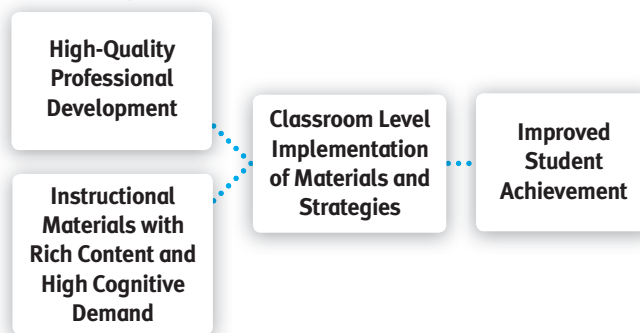 High-Quality
Professional
Development
Instructional
Materials with
Rich Content and
High Cognitive
Demand
Classroom Level
Implementation
of Materials and
Strategies
Improved
Student
Achievement